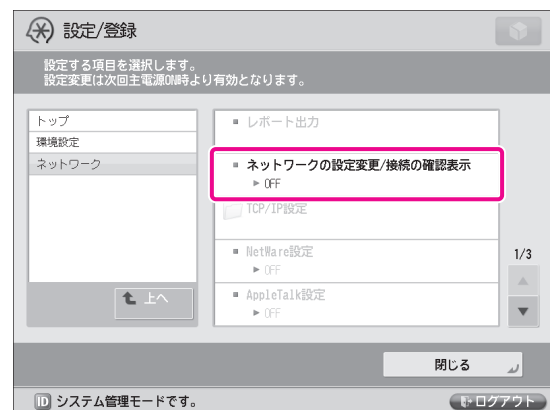 設定/登録
設定する項目を選択します。
設定変更は次回主電源ON時より有効となります。
トップ
環境設定
ネットワーク
上へ
レポート出力
ネットワークの設定変更/接続の確認表示
OFF
TCP/IP設定
NetWare設定
OFF
AppleTalk設定
OFF
1/3
閉じる
ID システム管理モードです。
ログアウト